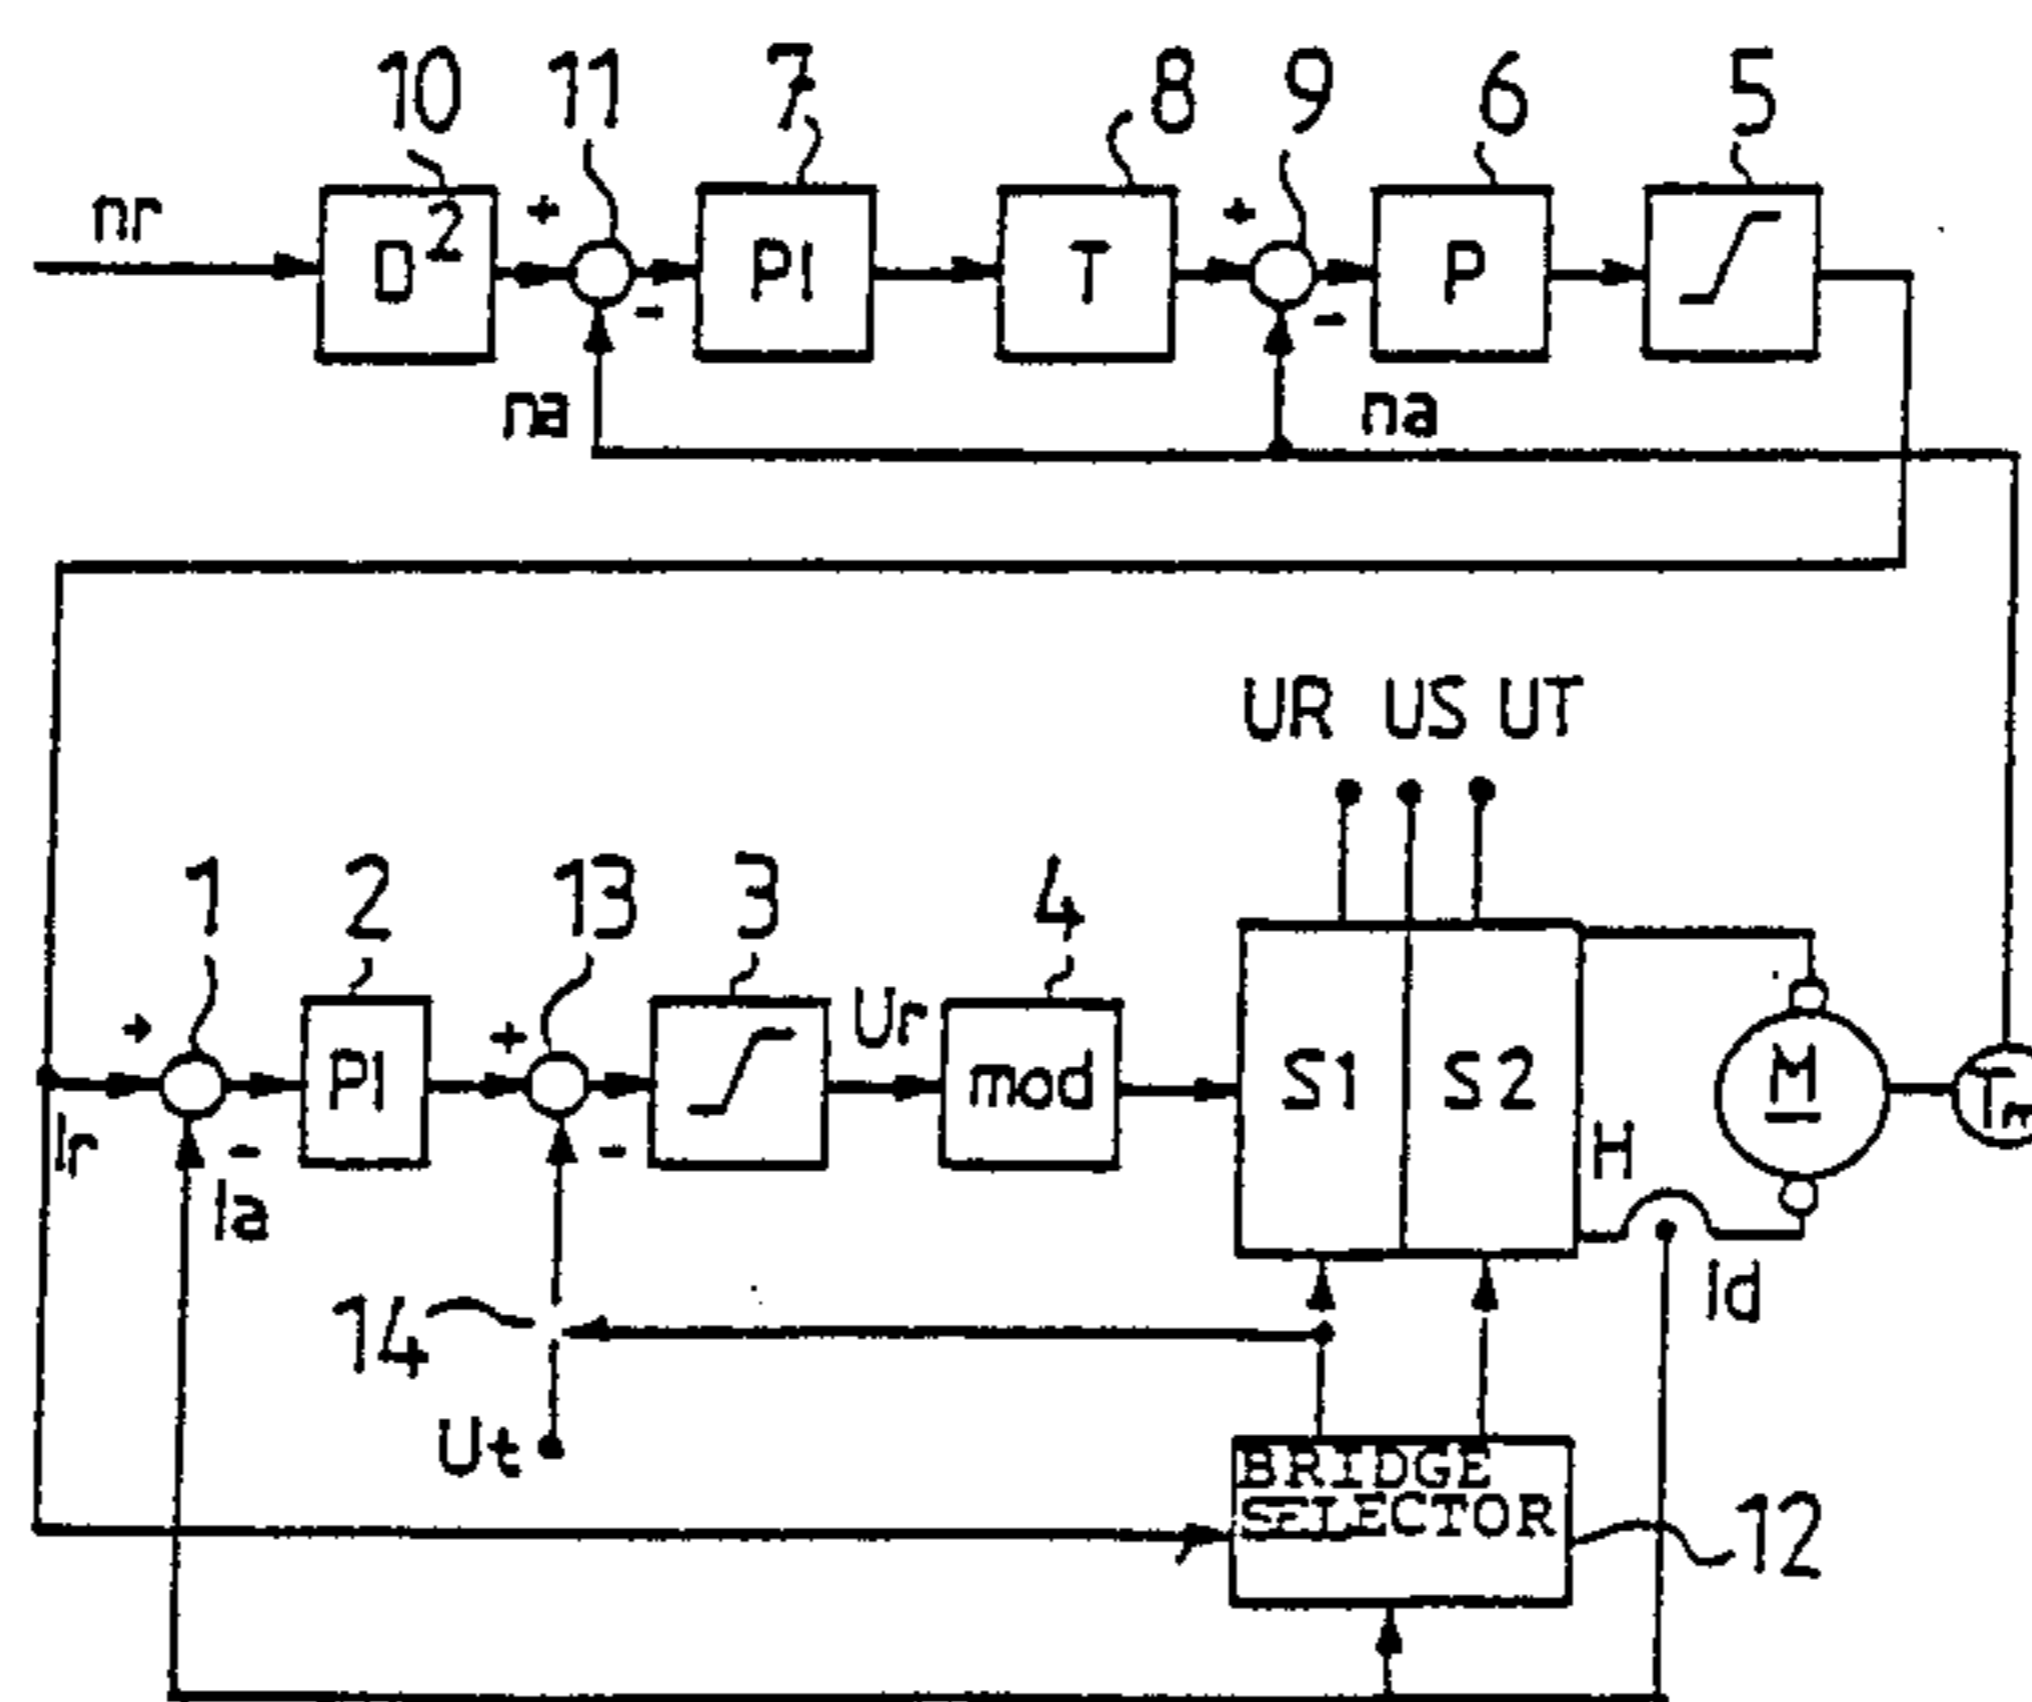 10 11 7 8 9 6 5
nr D² + - PI T + - P
na na
UR US UT
1 2 13 3 4
+ - PI + - Ur mod S1 S2 M
Ir Ia H Id
14
Ut
BRIDGE
SELECTOR
12